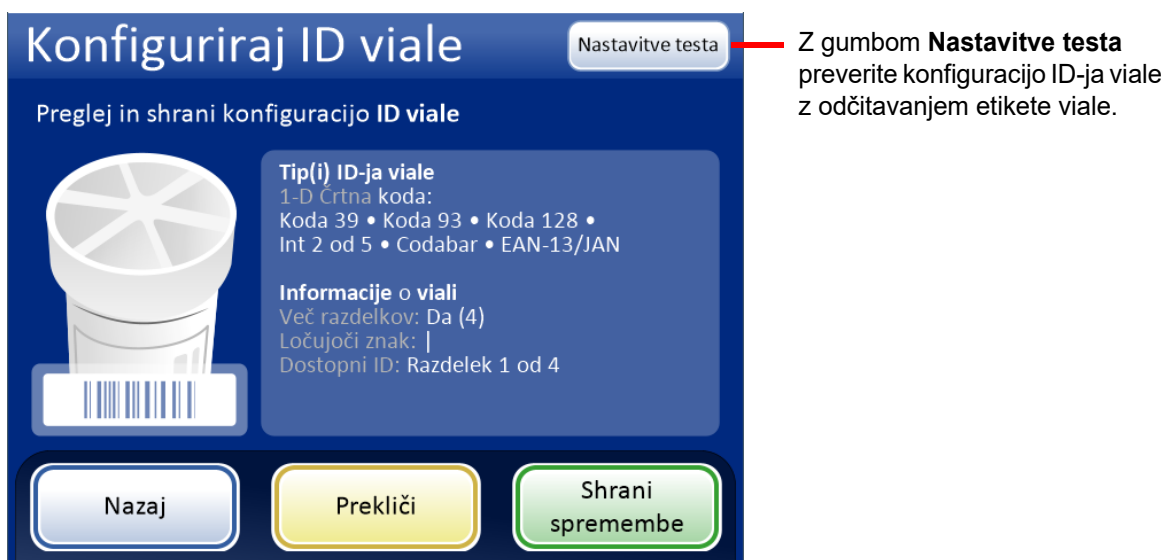 Konfiguriraj ID viale
Nastavitve testa
Z gumbom Nastavitve testa
preverite konfiguracijo ID-ja viale
z odčitavanjem etikete viale.
Preglej in shrani konfiguracijo ID viale
Tip(i) ID-ja viale
1-D Črtna koda:
Koda 39 • Koda 93 • Koda 128 •
Int 2 od 5 • Codabar • EAN-13/JAN
Informacije o viali
Več razdelkov: Da (4)
Ločujoči znak: |
Dostopni ID: Razdelek 1 od 4
Nazaj
Prekliči
Shrani
spremembe